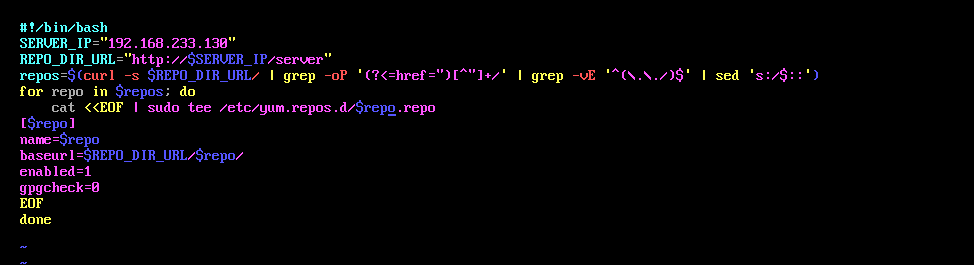 #!/bin/bash
SERVER_IP="192.168.233.130"
REPO_DIR_URL="http://$SERVER_IP/server"
repos=$(curl -s $REPO_DIR_URL/ | grep -oP '(?<=href=")[^"]+/' | grep -vE '^(\.\./)$' | sed 's:/$::')
for repo in $repos; do
    cat <<EOF | sudo tee /etc/yum.repos.d/$repo.repo
[$repo]
name=$repo
baseurl=$REPO_DIR_URL/$repo/
enabled=1
gpgcheck=0
EOF
done
~
~